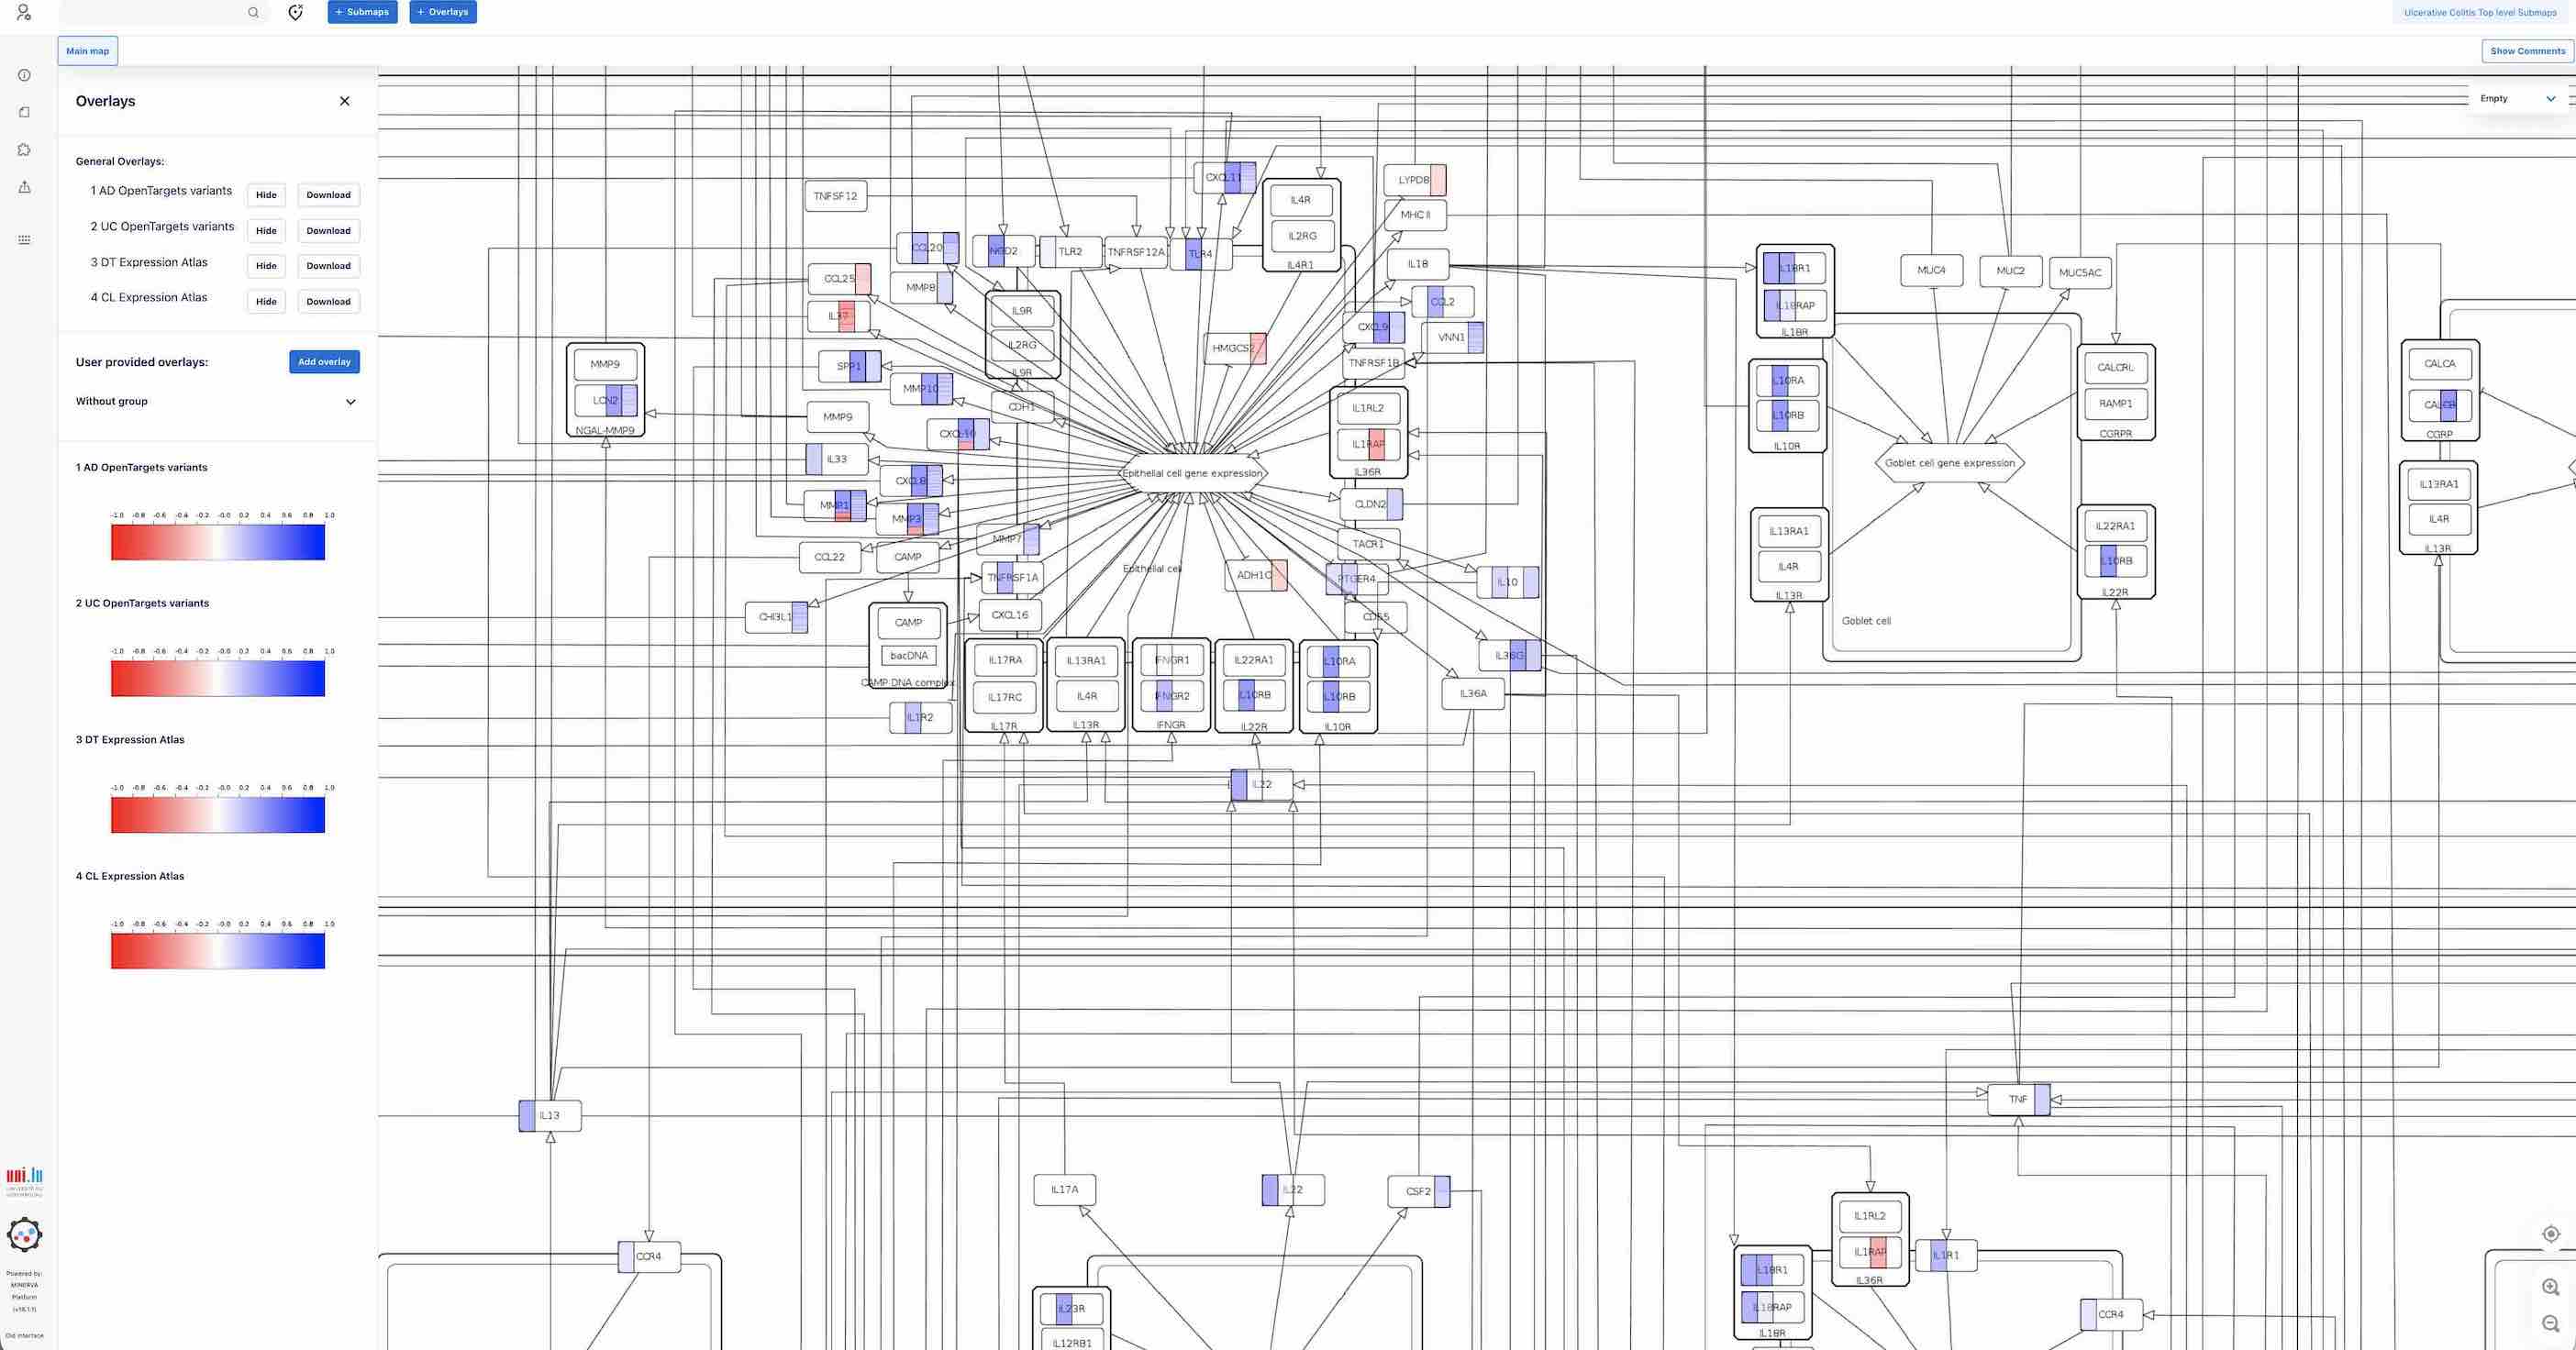 + Submaps
+ Overlays
Ulcerative Colitis Top level Submaps
Main map
Show Comments
Overlays
Empty
General Overlays:
1 AD OpenTargets variants
Hide
Download
2 UC OpenTargets variants
Hide
Download
3 DT Expression Atlas
Hide
Download
4 CL Expression Atlas
Hide
Download
User provided overlays:
Add overlay
Without group
1 AD OpenTargets variants
-1.0 -0.8 -0.6 -0.4 -0.2 -0.0 0.2 0.4 0.6 0.8 1.0
2 UC OpenTargets variants
-1.0 -0.8 -0.6 -0.4 -0.2 -0.0 0.2 0.4 0.6 0.8 1.0
3 DT Expression Atlas
-1.0 -0.8 -0.6 -0.4 -0.2 -0.0 0.2 0.4 0.6 0.8 1.0
4 CL Expression Atlas
-1.0 -0.8 -0.6 -0.4 -0.2 -0.0 0.2 0.4 0.6 0.8 1.0
uni.lu
UNIVERSITÉ DU
LUXEMBOURG
Powered by:
MINERVA
Platform
Old interface
CXCL11
LYPD8
TNFSF12
IL4R
IL2RG
IL4R1
MHC II
CCL20
NOD2
TLR2
TNFRSF12A
TLR4
IL18
CCL25
MMP8
IL37
IL9R
IL2RG
IL9R
CCL2
CXCL9
VNN1
HMGCS2
TNFRSF1B
MMP9
LCN2
NGAL-MMP9
SPP1
MMP10
CDH1
MMP9
CXCL10
IL1RL2
IL1RAP
IL36R
IL33
Epithelial cell gene expression
CXCL8
MMP1
MMP3
CLDN2
MMP7
TACR1
CCL22
CAMP
Epithelial cell
TNFRSF1A
ADH1C
PTGER4
IL10
CHI3L1
CAMP
bacDNA
CAMP:DNA complex
CXCL16
CD55
IL36G
IL17RA
IL17RC
IL17R
IL13RA1
IL4R
IL13R
IFNGR1
IFNGR2
IFNGR
IL22RA1
IL10RB
IL22R
IL10RA
IL10RB
IL10R
IL36A
IL1R2
IL22
IL18R1
IL18RAP
IL18R
MUC4
MUC2
MUC5AC
IL10RA
IL10RB
IL10R
CALCRL
RAMP1
CGRPR
Goblet cell gene expression
IL13RA1
IL4R
IL13R
IL22RA1
IL10RB
IL22R
Goblet cell
CALCA
CALCB
CGRP
IL13RA1
IL4R
IL13R
IL13
TNF
IL17A
IL22
CSF2
CCR4
IL1RL2
IL1RAP
IL36R
IL1R1
IL18R1
IL18RAP
IL18R
CCR4
IL23R
IL12RB1